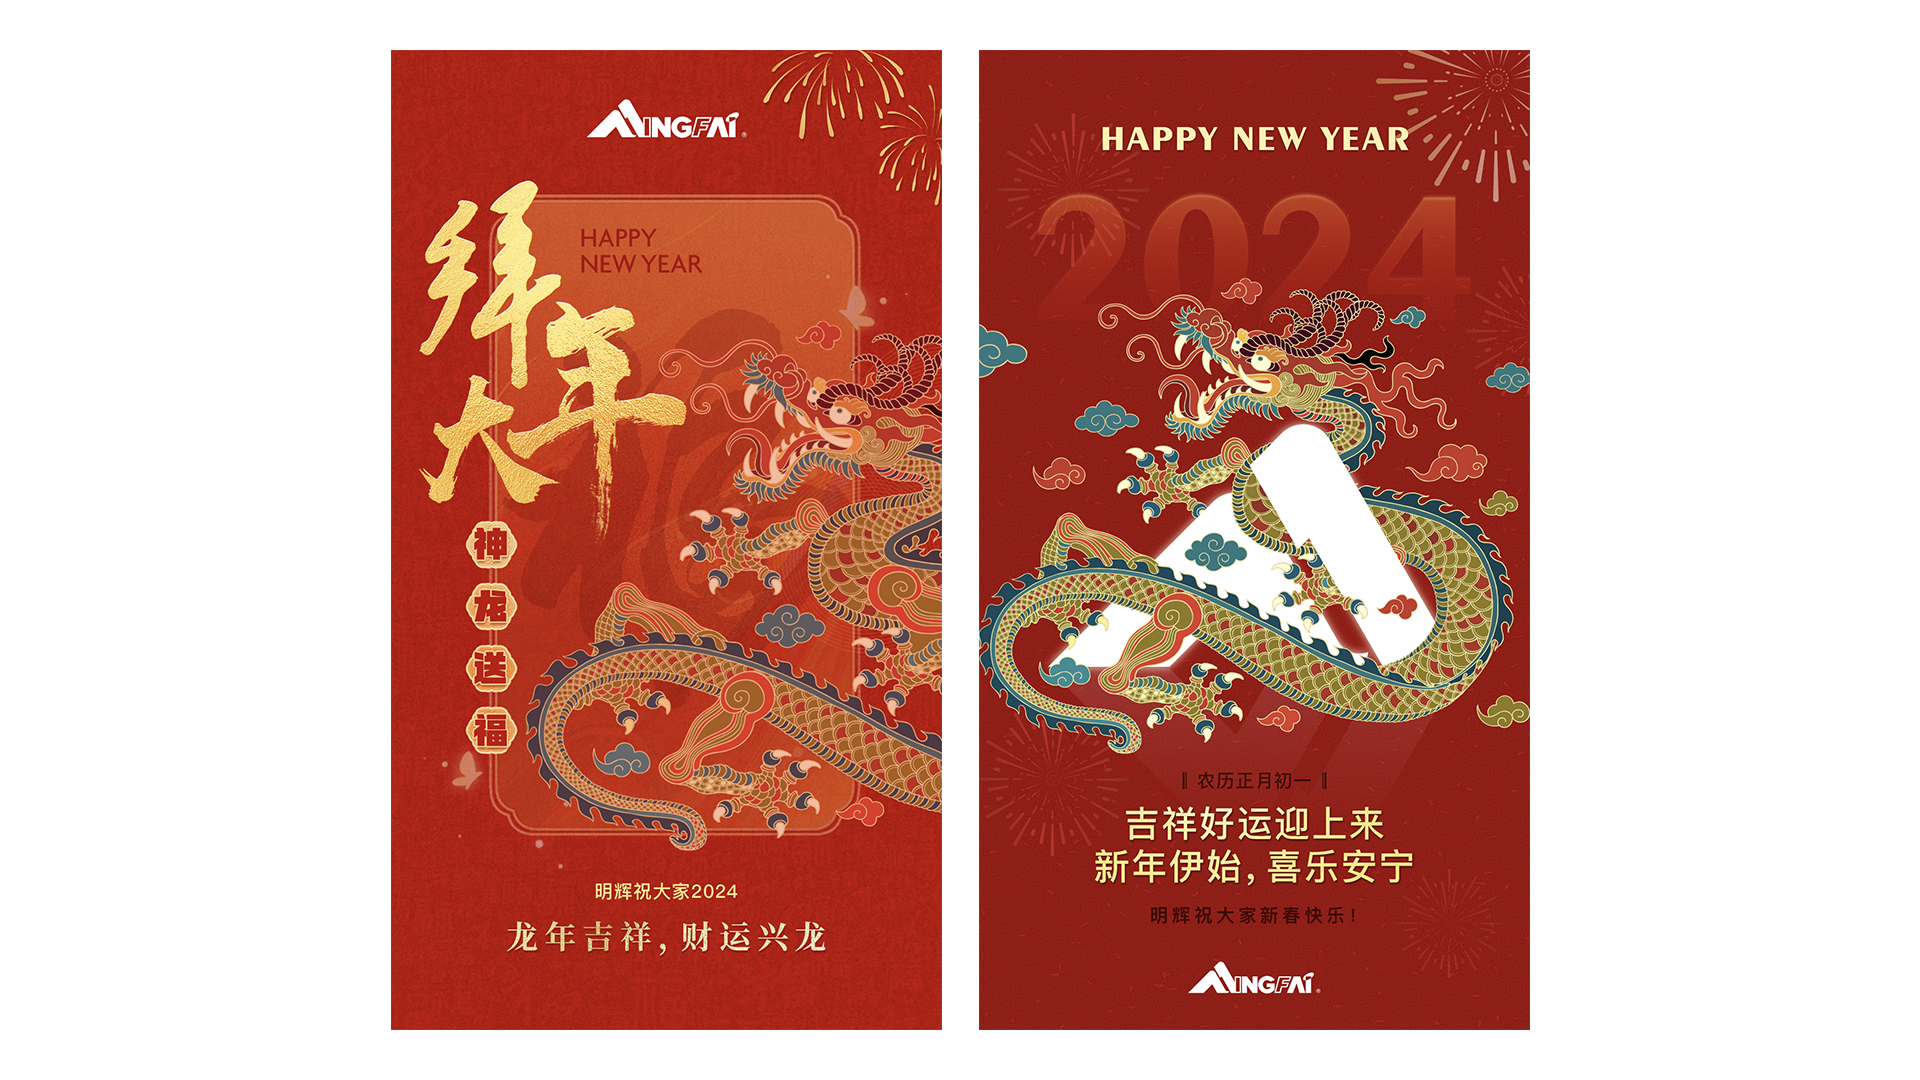 MINGFAI®
拜
大年
HAPPY
NEW YEAR
神龙送福
明辉祝大家2024
龙年吉祥，财运兴龙
HAPPY NEW YEAR
2024
农历正月初一
吉祥好运迎上来
新年伊始，喜乐安宁
明辉祝大家新春快乐！
MINGFAI®